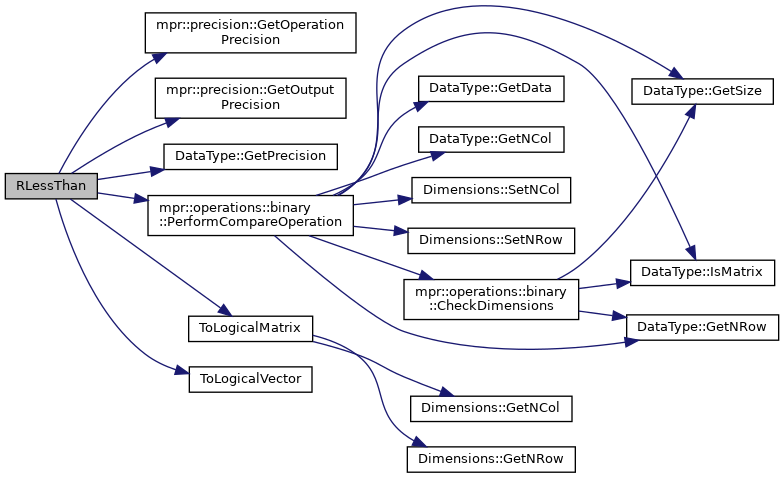 RLessThan
mpr::precision::GetOperation
Precision
mpr::precision::GetOutput
Precision
DataType::GetPrecision
mpr::operations::binary
::PerformCompareOperation
ToLogicalMatrix
ToLogicalVector
DataType::GetData
DataType::GetNCol
Dimensions::SetNCol
Dimensions::SetNRow
mpr::operations::binary
::CheckDimensions
Dimensions::GetNCol
Dimensions::GetNRow
DataType::GetSize
DataType::IsMatrix
DataType::GetNRow